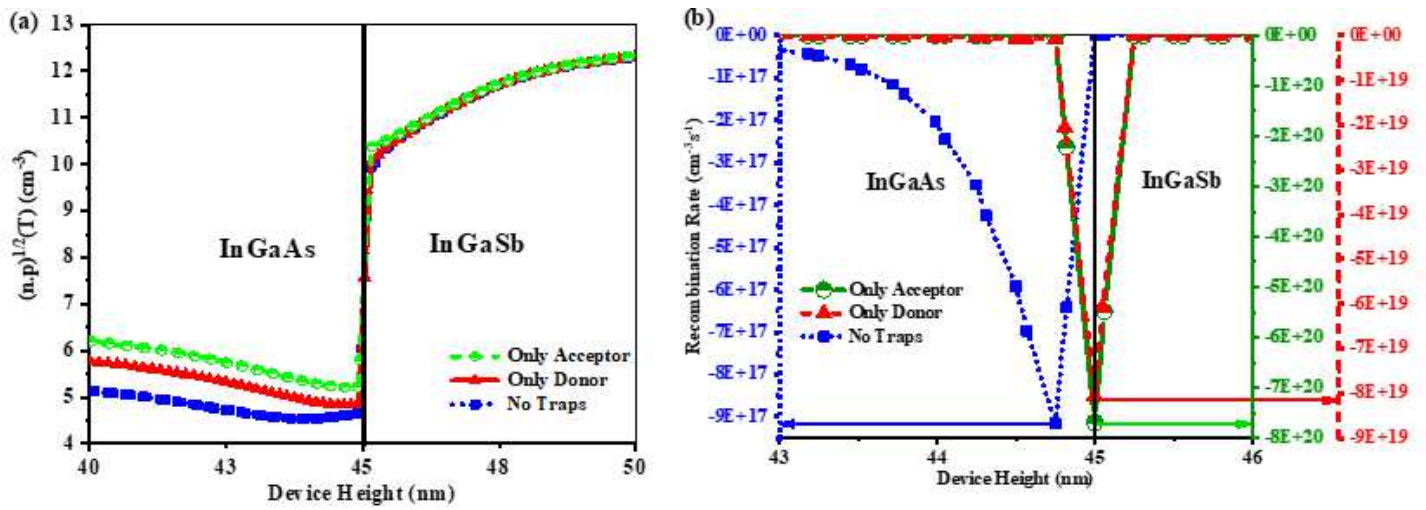 (a)
13
12
11
10
9
8
7
6
5
4
(n.p)^1/2(T) (cm^-3)
InGaAs
InGaSb
Only Acceptor
Only Donor
No Traps
40
43
45
48
50
Device Height (nm)
(b)
0E+00
-1E+17
-2E+17
-3E+17
-4E+17
-5E+17
-6E+17
-7E+17
-8E+17
-9E+17
Recombination Rate (cm^-3s^-1)
InGaAs
InGaSb
Only Acceptor
Only Donor
No Traps
43
44
45
46
Device Height (nm)
0E+00
-1E+20
-2E+20
-3E+20
-4E+20
-5E+20
-6E+20
-7E+20
-8E+20
0E+00
-1E+19
-2E+19
-3E+19
-4E+19
-5E+19
-6E+19
-7E+19
-8E+19
-9E+19